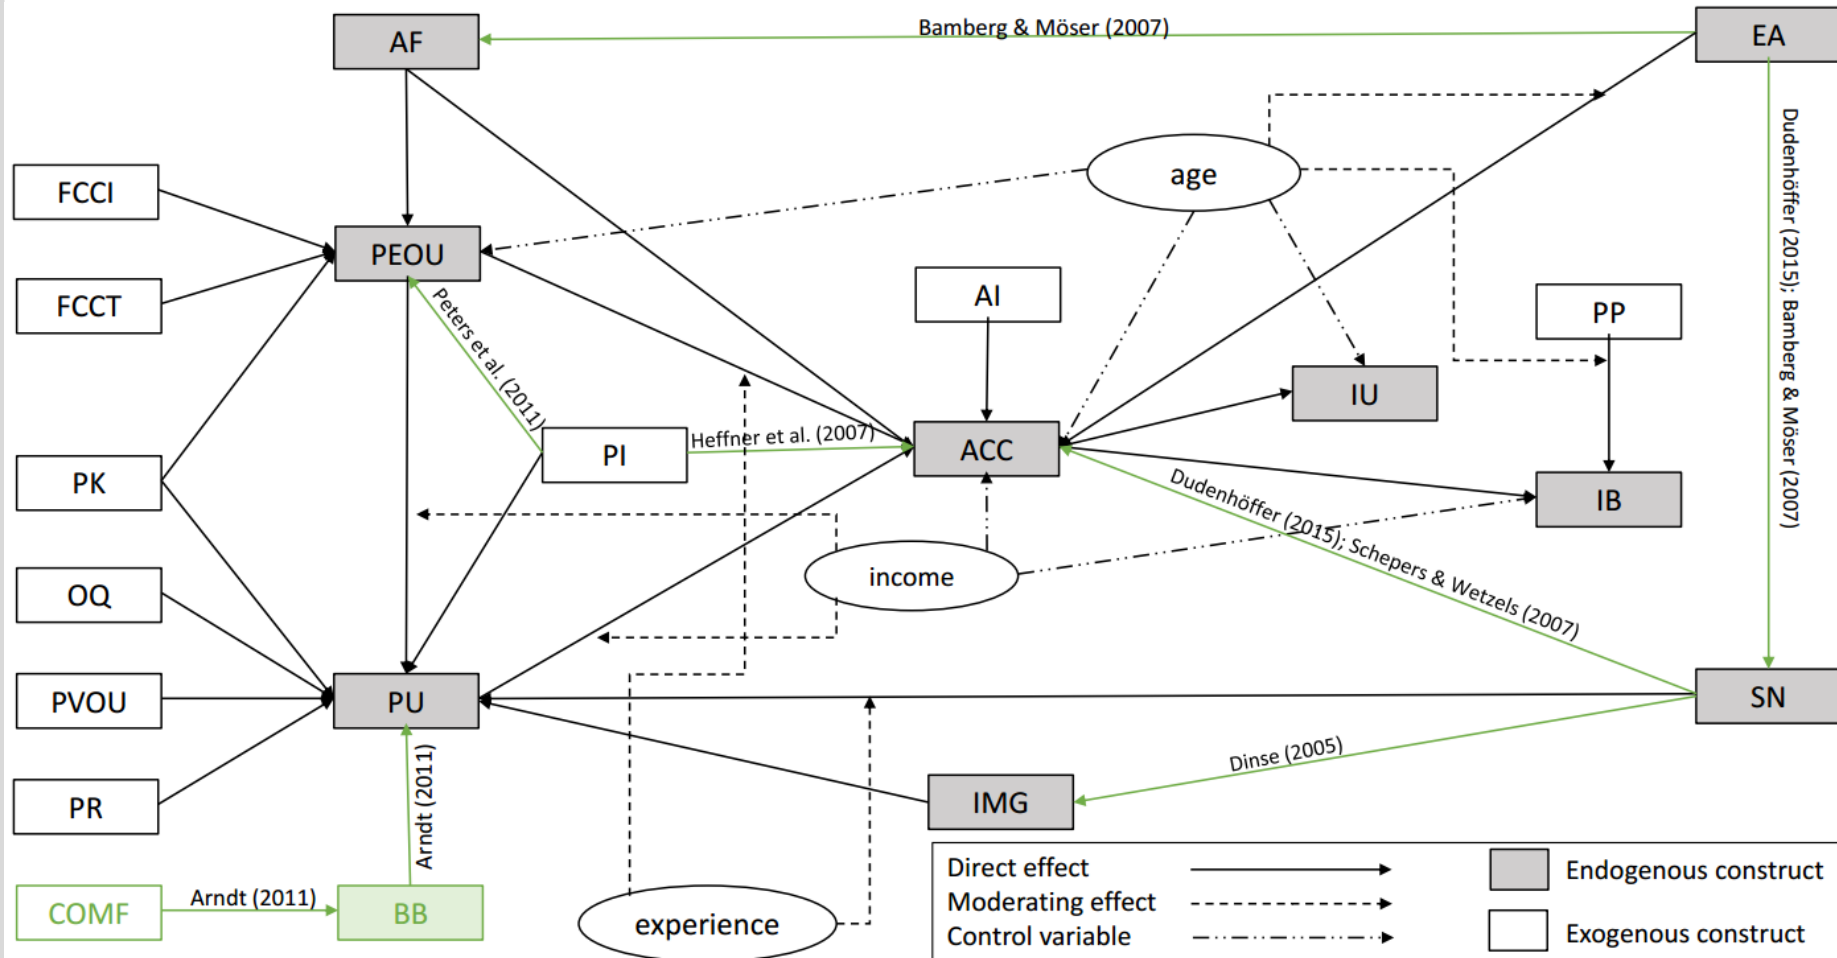 AF
Bamberg & Möser (2007)
EA
age
FCCI
PEOU
FCCT
AI
PP
Peters et al. (2011)
Dudenhöffer (2015); Bamberg & Möser (2007)
IU
PI
Heffner et al. (2007)
ACC
PK
IB
Dudenhöffer (2015); Schepers & Wetzels (2007)
OQ
income
PVOU
PU
SN
Dinse (2005)
PR
Arndt (2011)
IMG
COMF
Arndt (2011)
BB
experience
Direct effect
Moderating effect
Control variable
Endogenous construct
Exogenous construct